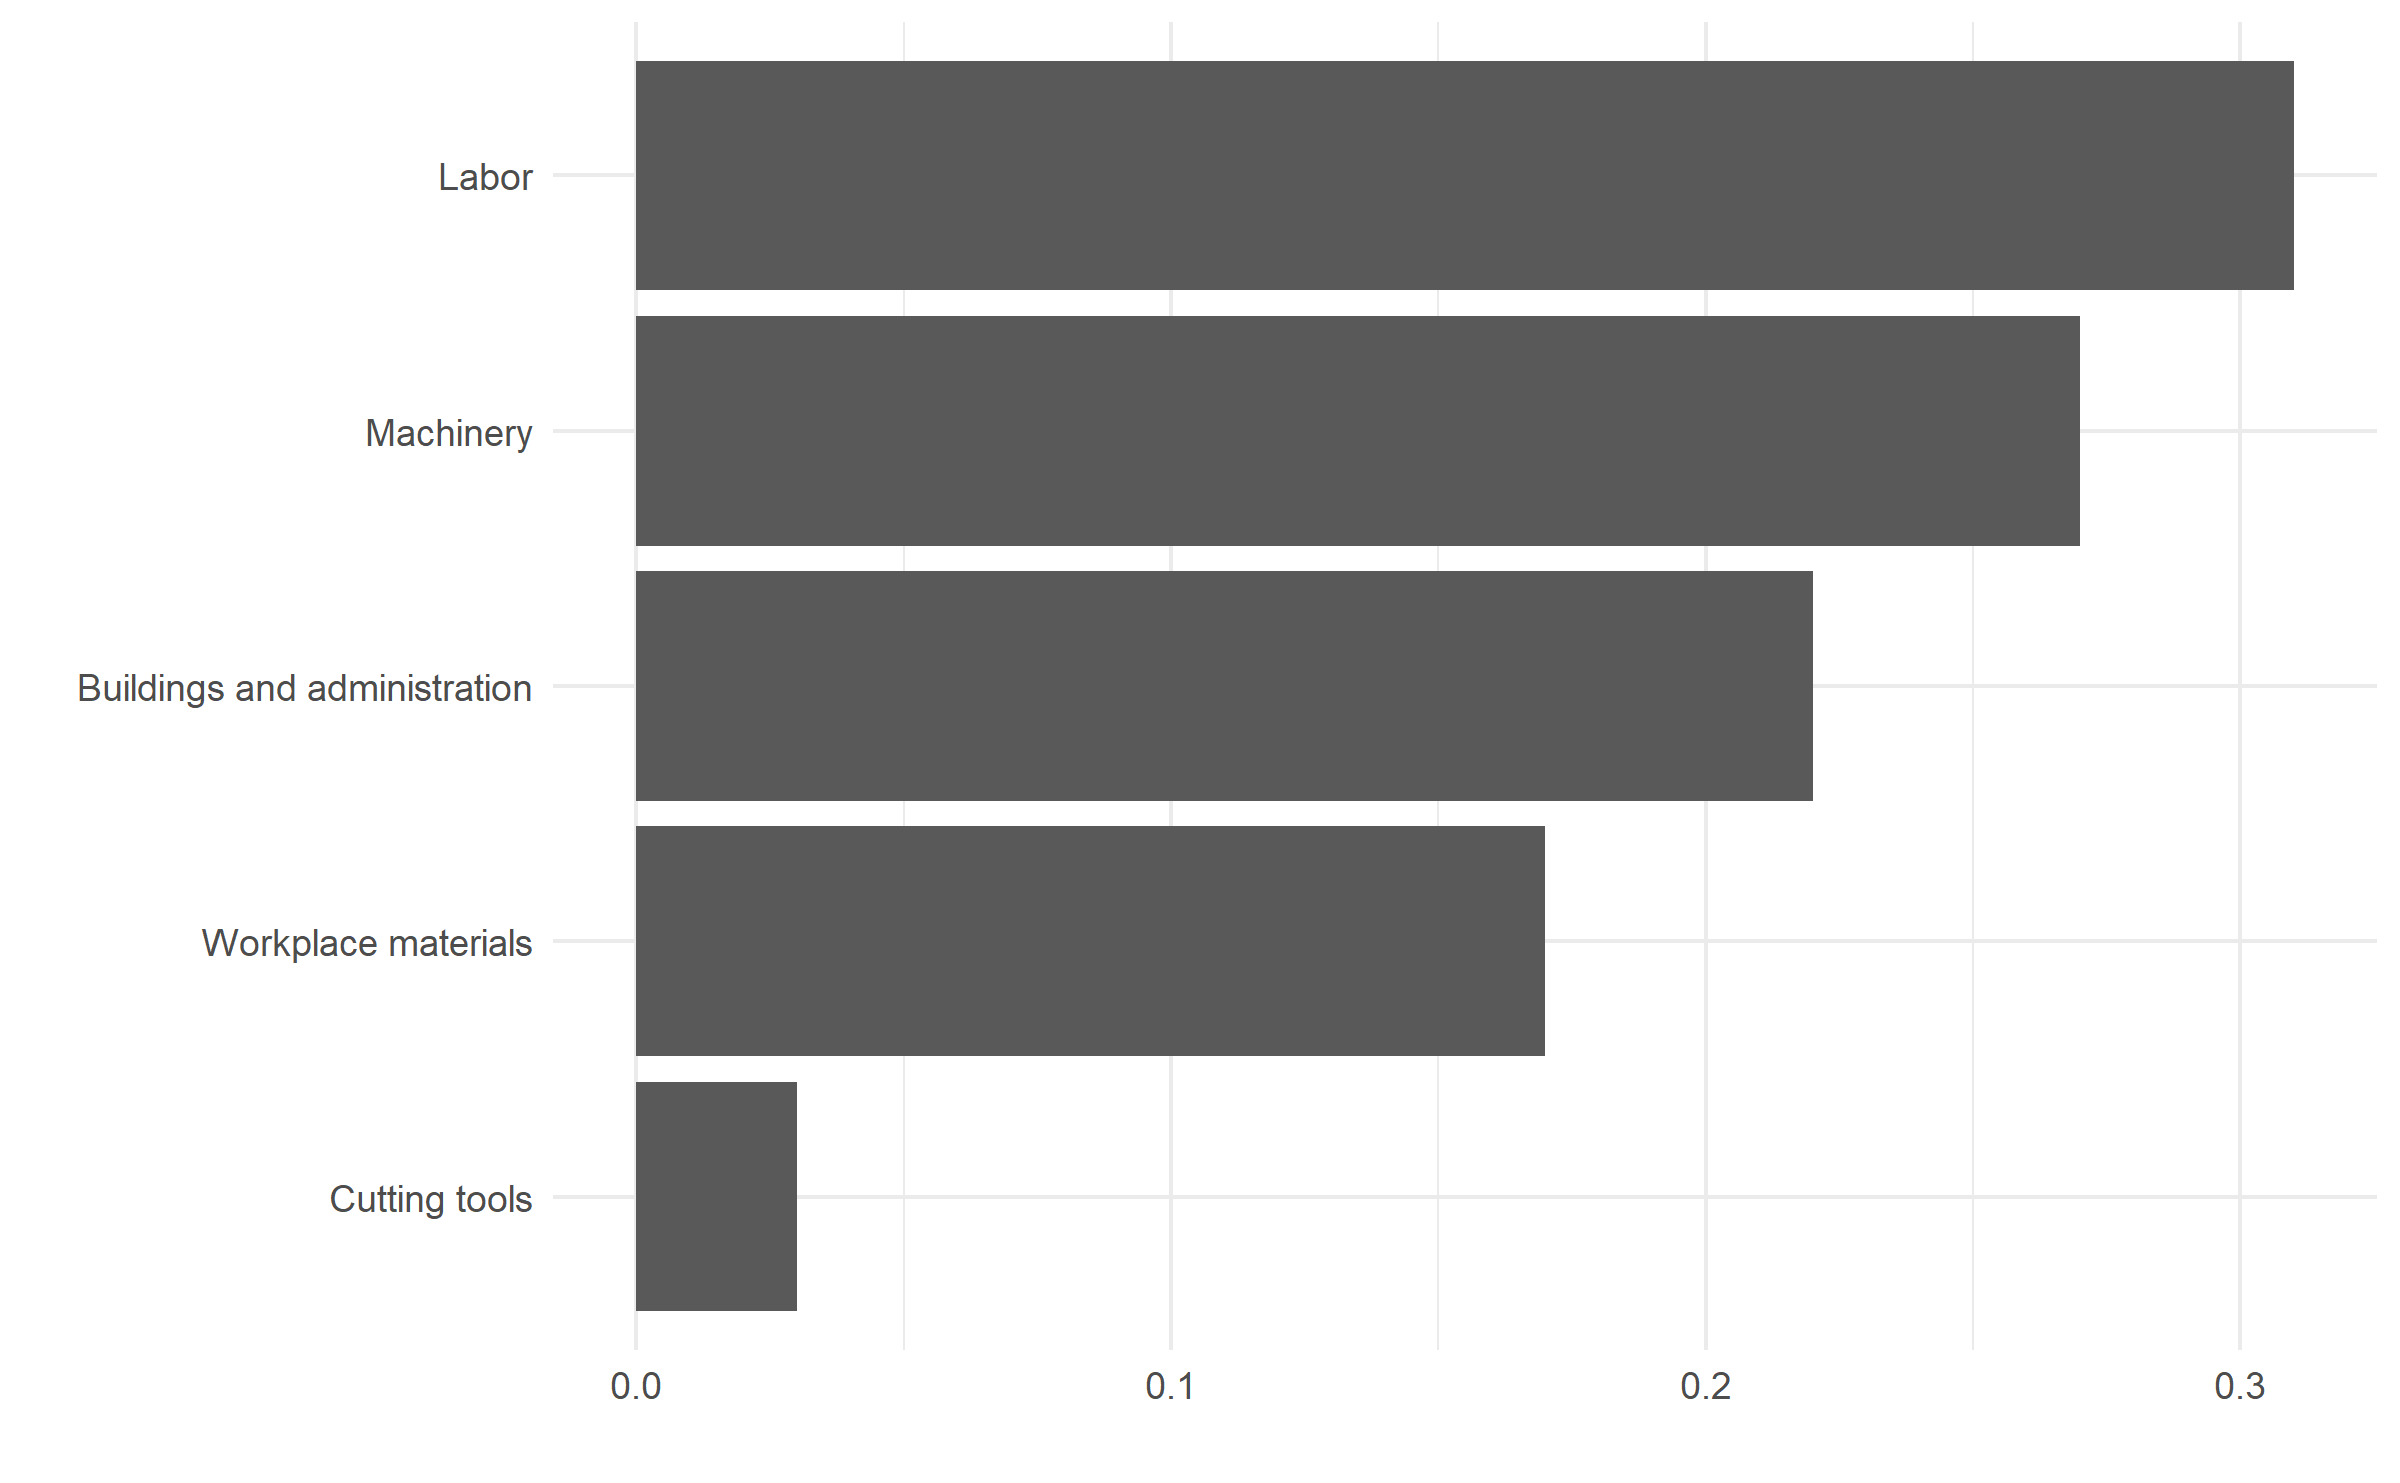 Labor
Machinery
Buildings and administration
Workplace materials
Cutting tools
0.0 0.1 0.2 0.3